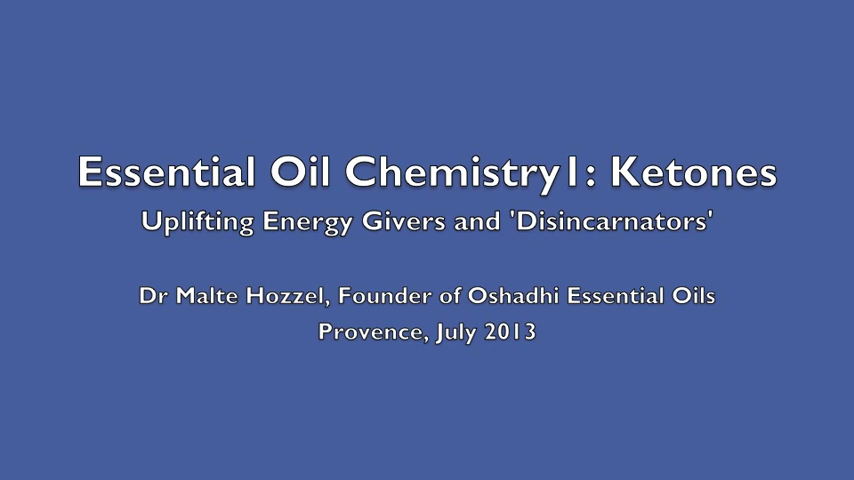 Essential Oil Chemistry1: Ketones
Uplifting Energy Givers and 'Disincarnators'
Dr Malte Hozzel, Founder of Oshadhi Essential Oils
Provence, July 2013